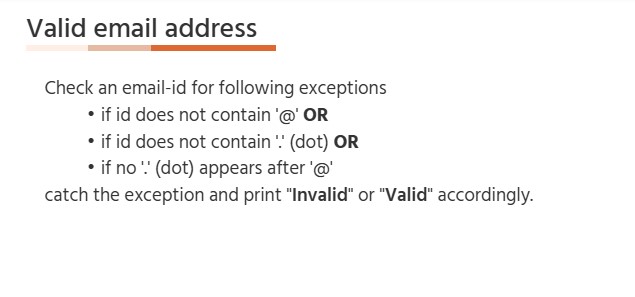 Valid email address
Check an email-id for following exceptions
• if id does not contain '@' OR
• if id does not contain '.' (dot) OR
• if no '.' (dot) appears after '@'
catch the exception and print "Invalid" or "Valid" accordingly.